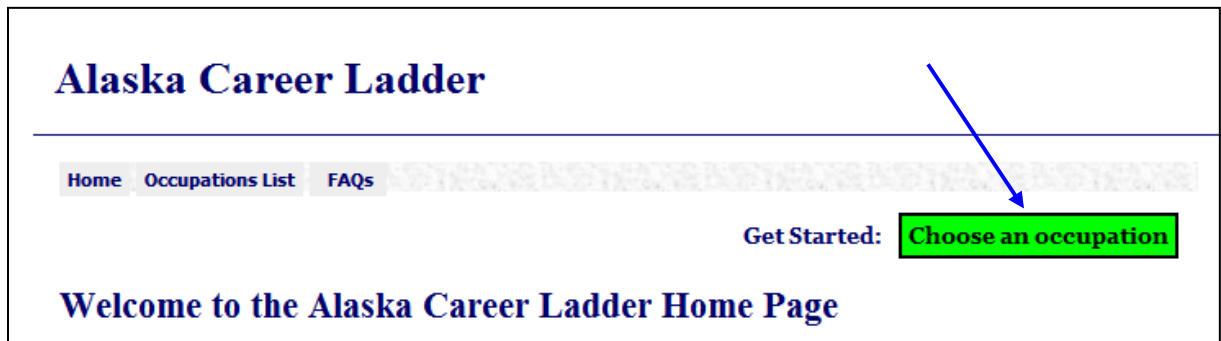 Alaska Career Ladder
Home Occupations List FAQs
Get Started: Choose an occupation
Welcome to the Alaska Career Ladder Home Page